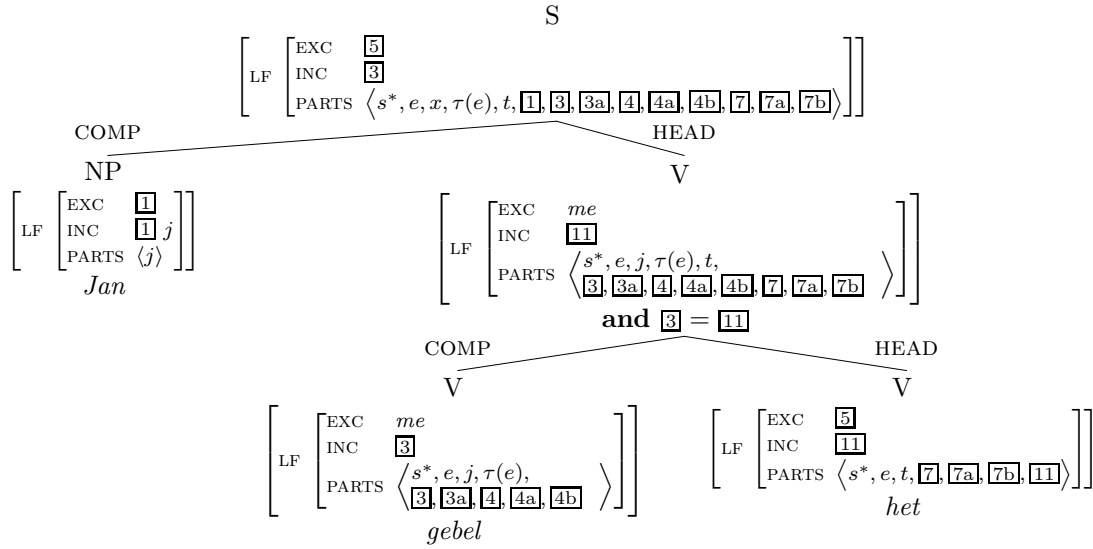 S
LF EXC 5
INC 3
PARTS ⟨s*, e, x, τ(e), t, 1, 3, 3a, 4, 4a, 4b, 7, 7a, 7b⟩
COMP HEAD
NP V
LF EXC 1
INC 1 j
PARTS ⟨j⟩
Jan
LF EXC me
INC 11
PARTS ⟨s*, e, j, τ(e), t,
3, 3a, 4, 4a, 4b, 7, 7a, 7b⟩
and 3 = 11
COMP HEAD
V V
LF EXC me
INC 3
PARTS ⟨s*, e, j, τ(e),
3, 3a, 4, 4a, 4b⟩
gebel
LF EXC 5
INC 11
PARTS ⟨s*, e, t, 7, 7a, 7b, 11⟩
het